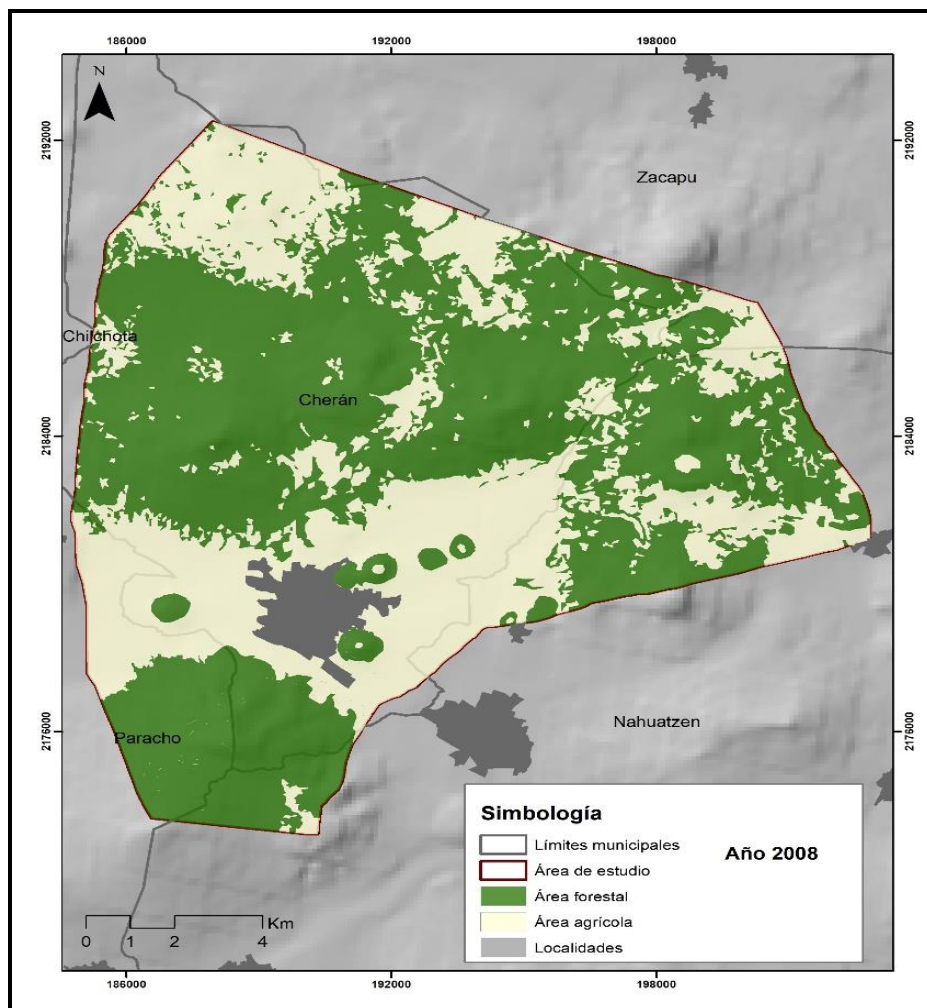 186000
192000
198000
N
2192000
2192000
Zacapu
Chilchota
Cherán
2184000
2184000
Nahuatzen
2176000
2176000
Paracho
Simbología
Límites municipales
Año 2008
Área de estudio
Área forestal
Área agrícola
Localidades
Km
0 1 2 4
186000
192000
198000